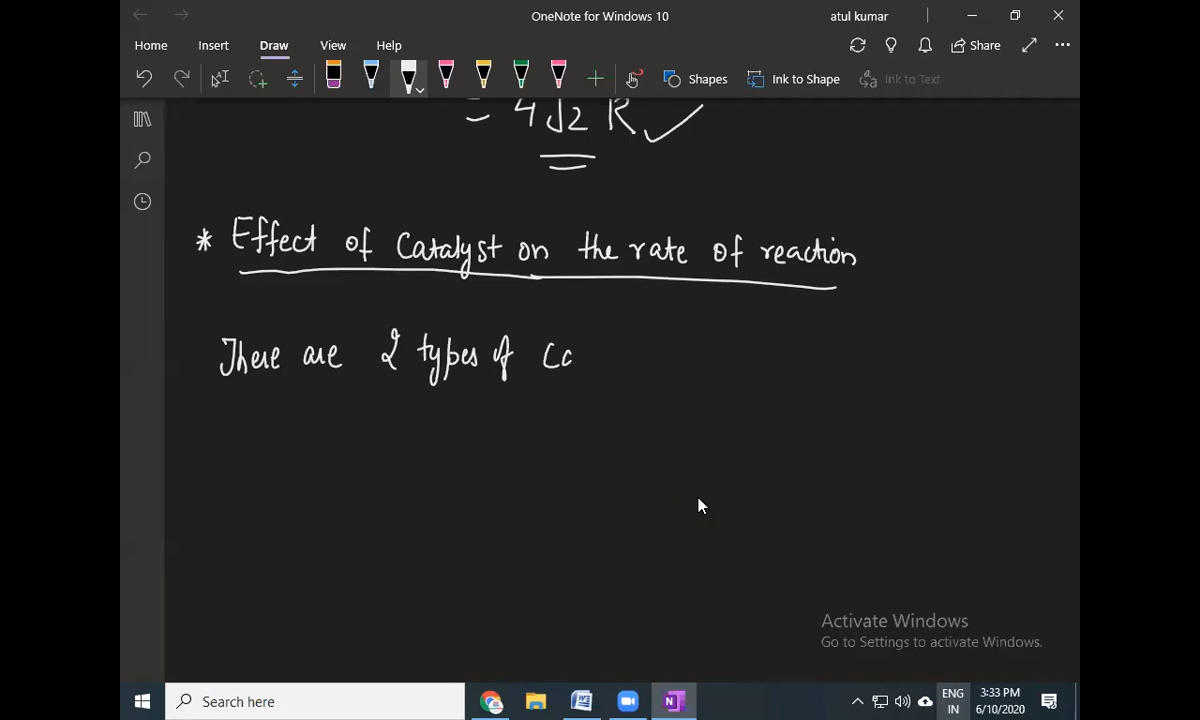 OneNote for Windows 10
atul kumar
Home Insert Draw View Help
Share
Shapes Ink to Shape Ink to Text
= 4√2 R ✓
* Effect of Catalyst on the rate of reaction
There are 2 types of Ca
Activate Windows
Go to Settings to activate Windows.
Search here
W
N
ENG
IN
3:33 PM
6/10/2020